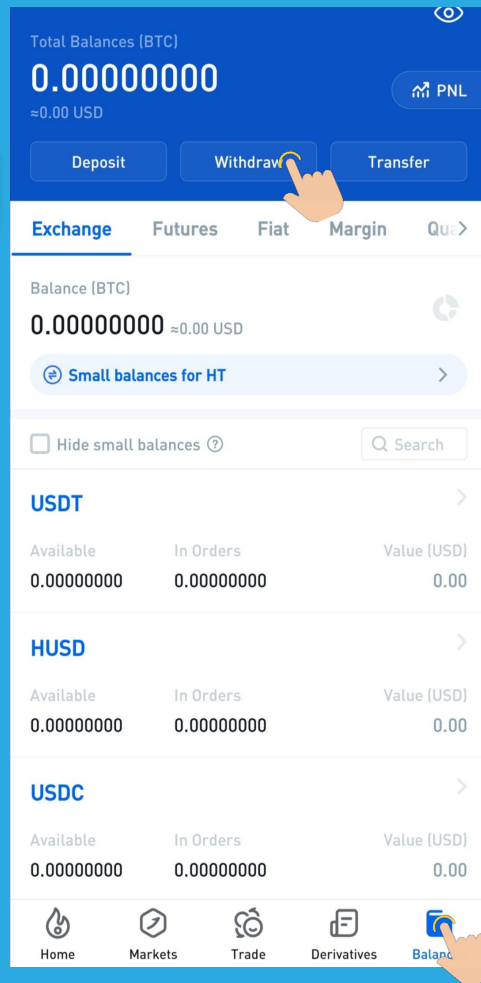 Total Balances (BTC)
0.00000000
PNL
≈0.00 USD
Deposit Withdraw Transfer
Exchange Futures Fiat Margin
Balance (BTC)
0.00000000 ≈0.00 USD
Small balances for HT
Hide small balances ? Search
USDT
Available In Orders Value (USD)
0.00000000 0.00000000 0.00
HUSD
Available In Orders Value (USD)
0.00000000 0.00000000 0.00
USDC
Available In Orders Value (USD)
0.00000000 0.00000000 0.00
Home Markets Trade Derivatives